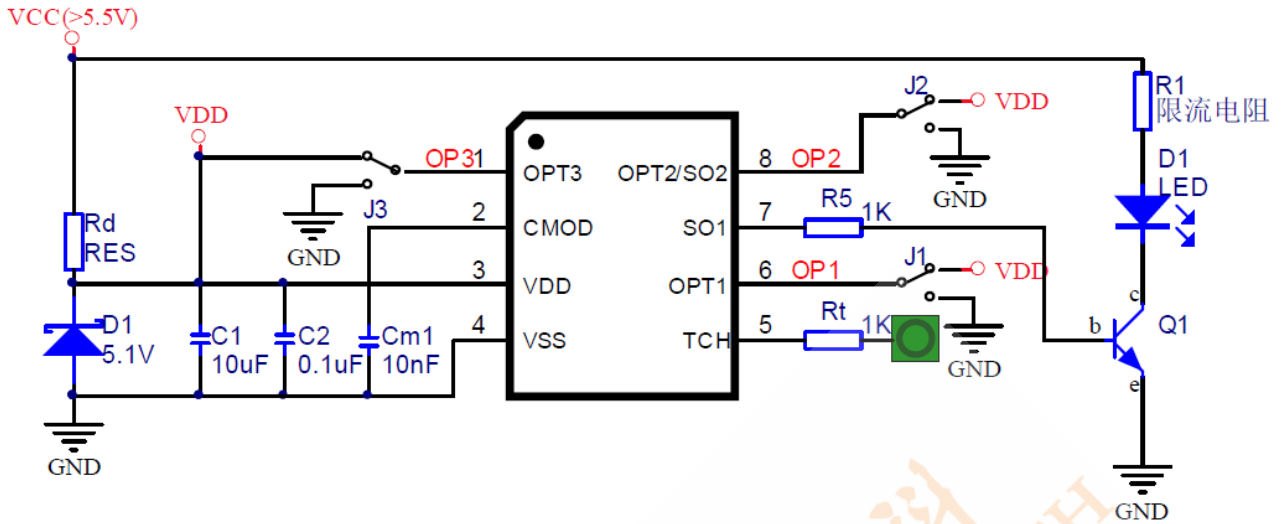 VCC(>5.5V)
VDD
Rd
RES
D1
5.1V
GND
C1
10uF
C2
0.1uF
Cm1
10nF
J3
GND
OP3
1
2
3
4
OPT3
CMOD
VDD
VSS
OPT2/SO2
SO1
OPT1
TCH
8
7
6
5
OP2
R5
1K
OP1
Rt
1K
J2
VDD
GND
J1
VDD
GND
R1
限流电阻
D1
LED
c
b
Q1
e
GND